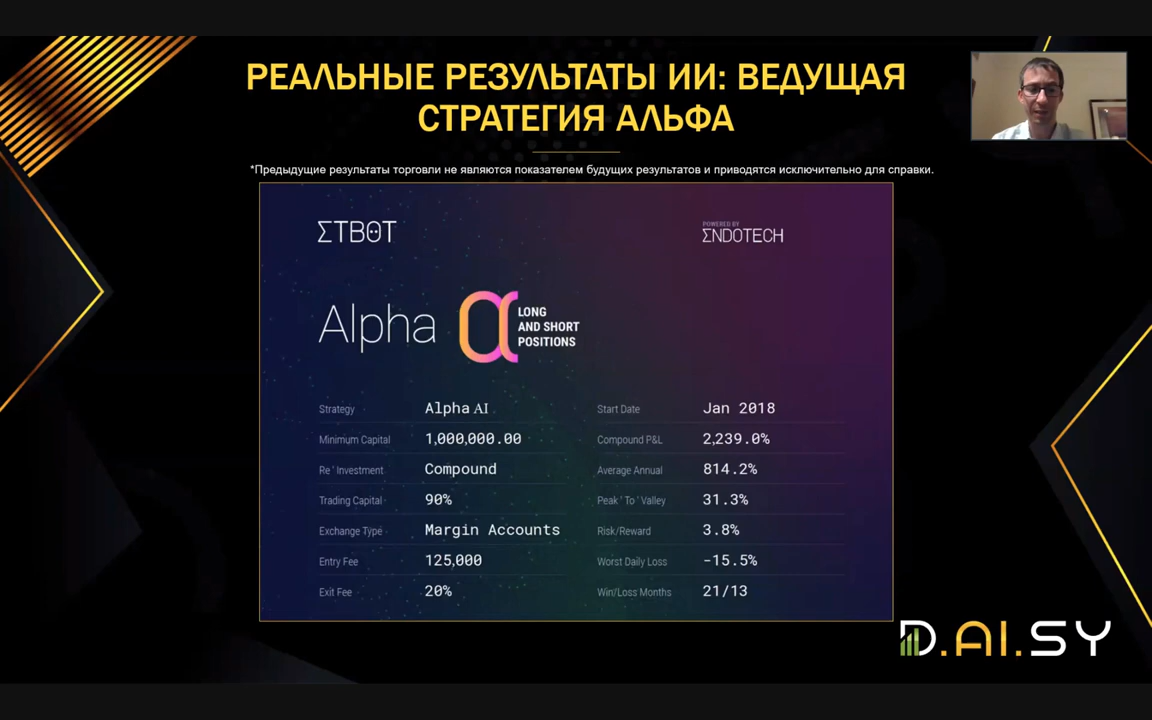 РЕАЛЬНЫЕ РЕЗУЛЬТАТЫ ИИ: ВЕДУЩАЯ
СТРАТЕГИЯ АЛЬФА
*Предыдущие результаты торговли не являются показателем будущих результатов и приводятся исключительно для справки.
ΣTBOT
POWERED BY
ΣNDOTECH
Alpha
α LONG
AND SHORT
POSITIONS
Strategy Alpha AI Start Date Jan 2018
Minimum Capital 1,000,000.00 Compound P&L 2,239.0%
Re ' Investment Compound Average Annual 814.2%
Trading Capital 90% Peak ' To ' Valley 31.3%
Exchange Type Margin Accounts Risk/Reward 3.8%
Entry Fee 125,000 Worst Daily Loss -15.5%
Exit Fee 20% Win/Loss Months 21/13
D.AI.SY